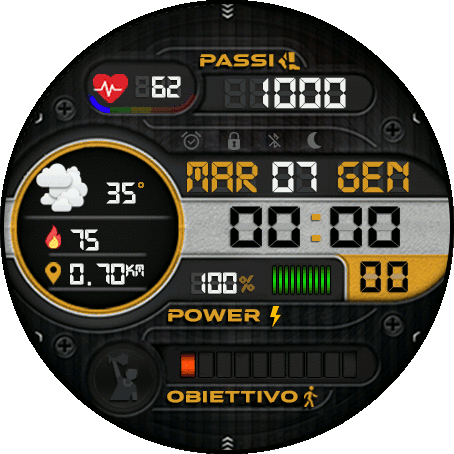 PASSI
62
1000
35°
MAR 07 GEN
00:00
75
0.70KM
100%
00
POWER
OBIETTIVO